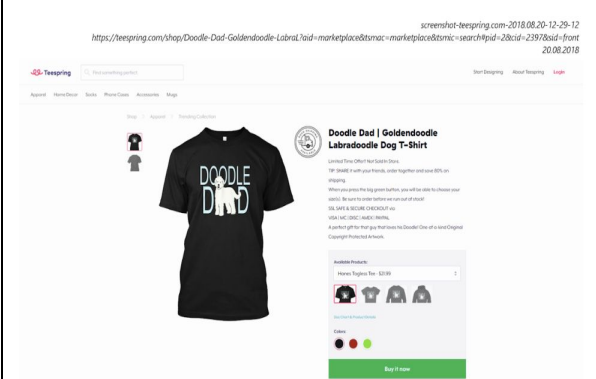 screenshot-teespring.com-2018.08.20-12-29-12
https://teespring.com/shop/Doodle-Dad-Goldendoodle-Labral?aid=marketplace&tsmac=marketplace&tsmic=search#pid=2&cid=2397&sid=front
20.08.2018
Teespring
Find something perfect
Start Designing About Teespring Login
Apparel Home Decor Socks Phone Cases Accessories Mugs
Shop Apparel Trending Collection
DOODLE
DAD
Doodle Dad | Goldendoodle
Labradoodle Dog T-Shirt
Limited Time Offer! Not Sold In Store.
TIP: SHARE it with your friends, order together and save 80% on
shipping.
When you press the big green button, you will be able to choose your
size(s). Be sure to order before we run out of stock!
SSL SAFE & SECURE CHECKOUT via:
VISA | MC | DISC | AMEX | PAYPAL
A perfect gift for that guy that loves his Doodle! One of a kind Original
Copyright Protected Artwork.
Available Products:
Hanes Tagless Tee - $21.99
Colors:
Buy it now